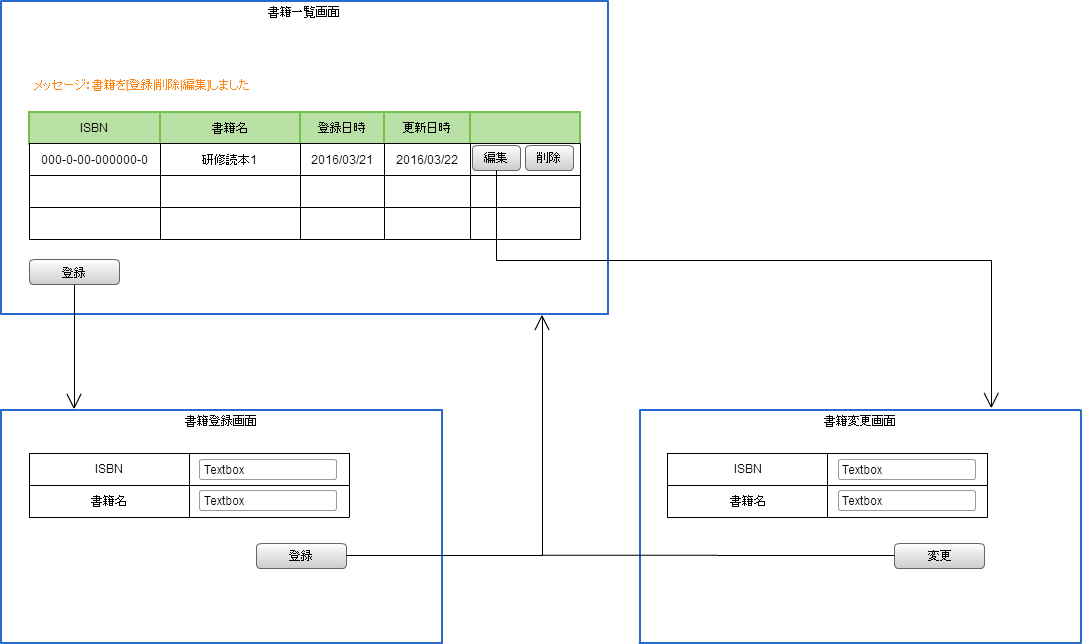 書籍一覧画面
メッセージ:書籍を[登録|削除|編集]しました
ISBN 書籍名 登録日時 更新日時
000-0-00-000000-0 研修読本1 2016/03/21 2016/03/22 編集 削除
登録
書籍登録画面
ISBN Textbox
書籍名 Textbox
登録
書籍変更画面
ISBN Textbox
書籍名 Textbox
変更